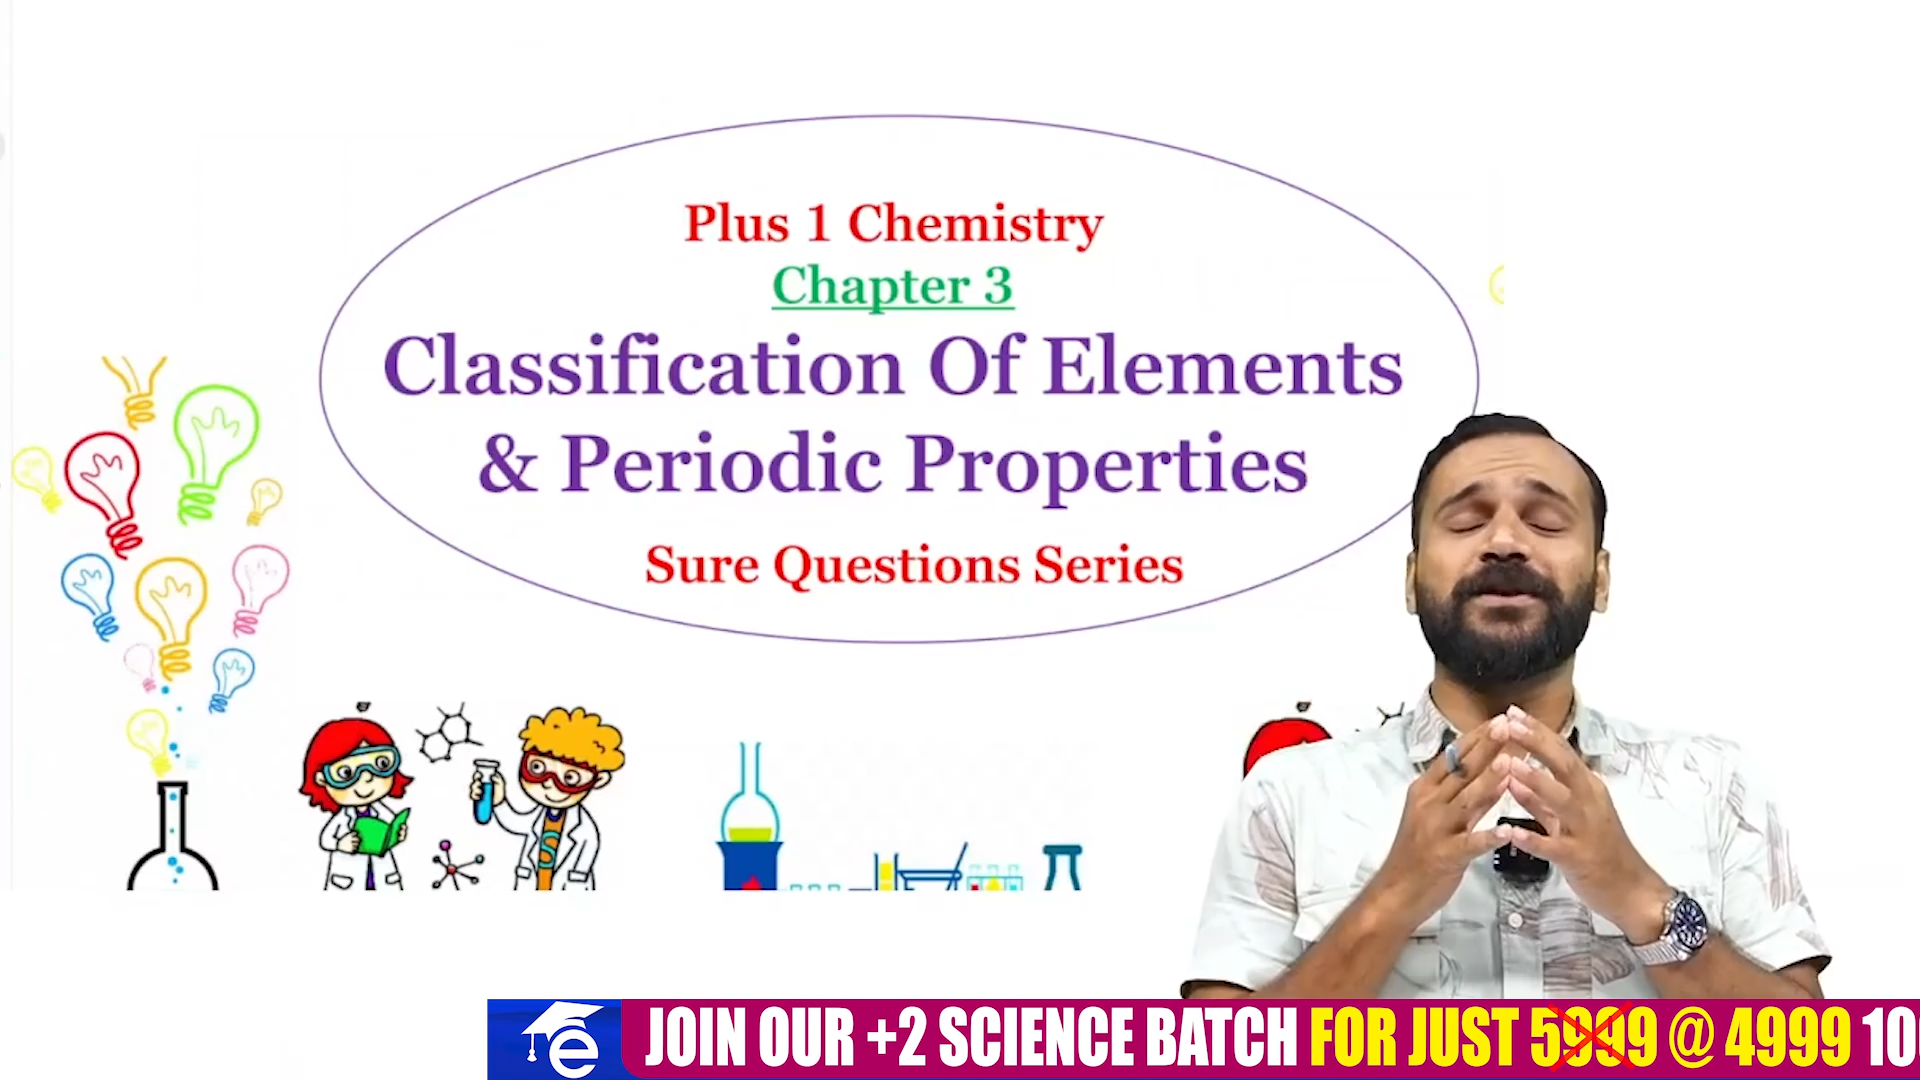 Plus 1 Chemistry
Chapter 3
Classification Of Elements
& Periodic Properties
Sure Questions Series
e JOIN OUR +2 SCIENCE BATCH FOR JUST 5999 @ 4999 10